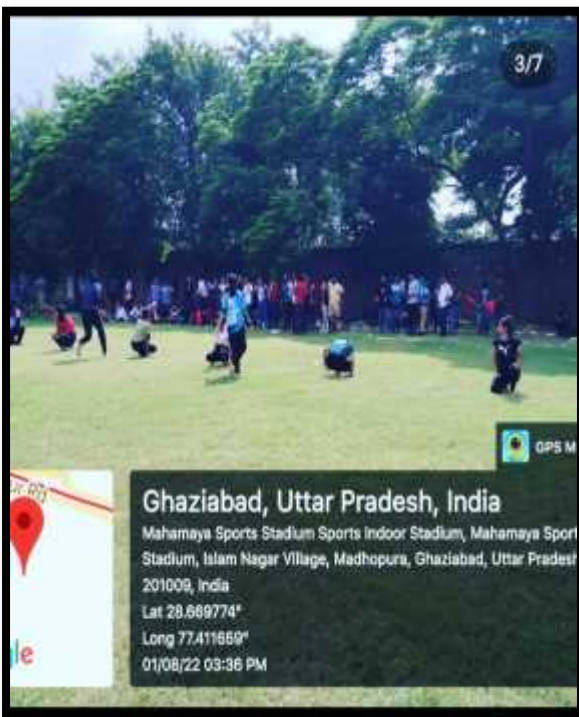 3/7
GPS M
Ghaziabad, Uttar Pradesh, India
Mahamaya Sports Stadium Sports Indoor Stadium, Mahamaya Sport
Stadium, Islam Nagar Village, Madhopura, Ghaziabad, Uttar Pradesh
201009, India
Lat 28.669774°
Long 77.411659°
01/08/22 03:36 PM
gle